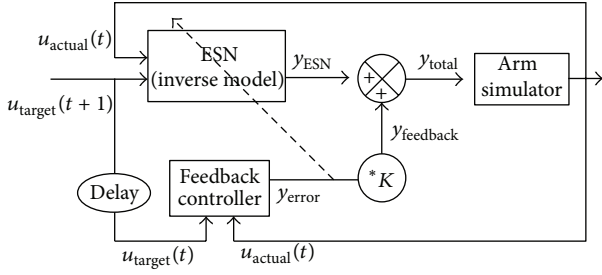 u_actual(t)
ESN
(inverse model)
y_ESN
+
+
y_total
Arm
simulator
u_target(t + 1)
y_feedback
Delay
Feedback
controller
y_error
*K
u_target(t)
u_actual(t)